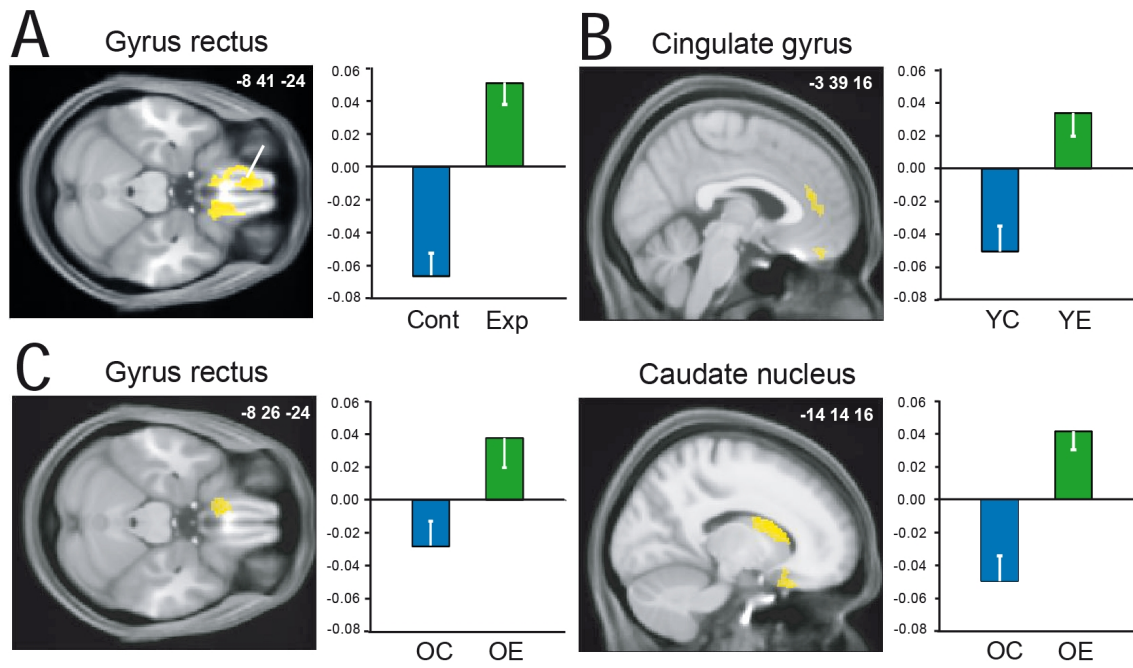 A
Gyrus rectus
-8 41 -24
0.06
0.04
0.02
0.00
-0.02
-0.04
-0.06
-0.08
Cont Exp
B
Cingulate gyrus
-3 39 16
0.06
0.04
0.02
0.00
-0.02
-0.04
-0.06
-0.08
YC YE
C
Gyrus rectus
-8 26 -24
0.06
0.04
0.02
0.00
-0.02
-0.04
-0.06
-0.08
OC OE
Caudate nucleus
-14 14 16
0.06
0.04
0.02
0.00
-0.02
-0.04
-0.06
-0.08
OC OE